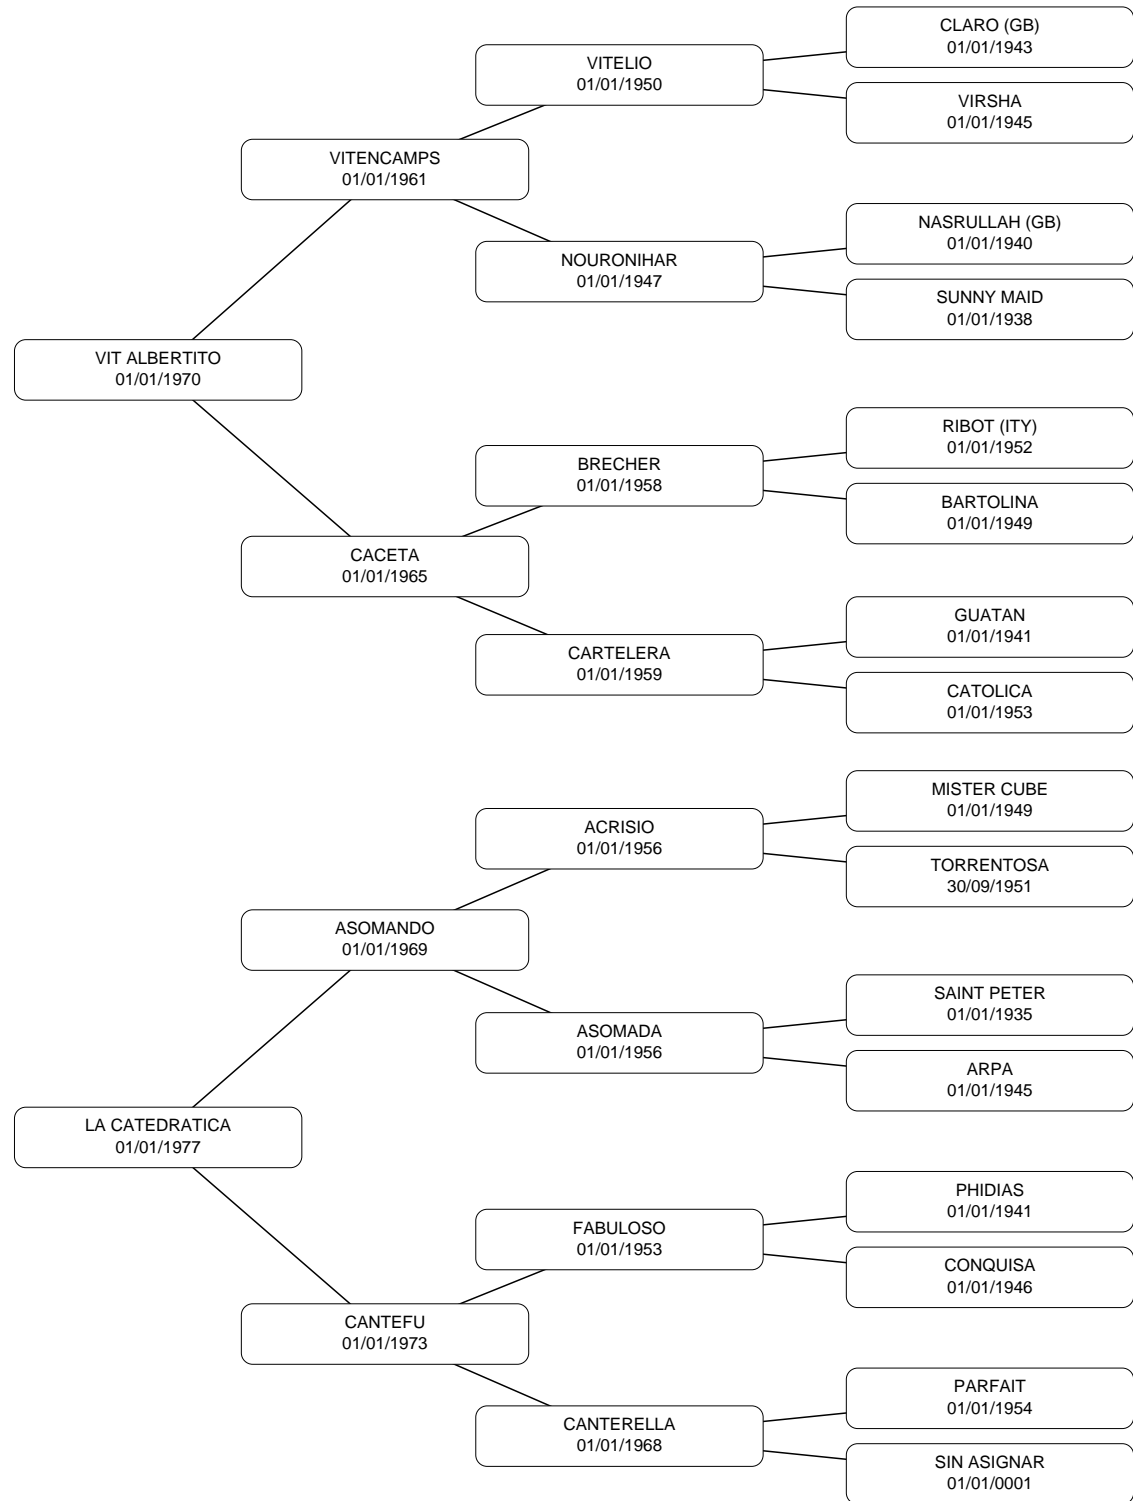 CLARO (GB)
01/01/1943
VITELIO
01/01/1950
VIRSHA
01/01/1945
VITENCAMPS
01/01/1961
NASRULLAH (GB)
01/01/1940
NOURONIHAR
01/01/1947
SUNNY MAID
01/01/1938
VIT ALBERTITO
01/01/1970
RIBOT (ITY)
01/01/1952
BRECHER
01/01/1958
BARTOLINA
01/01/1949
CACETA
01/01/1965
GUATAN
01/01/1941
CARTELERA
01/01/1959
CATOLICA
01/01/1953
MISTER CUBE
01/01/1949
ACRISIO
01/01/1956
TORRENTOSA
30/09/1951
ASOMANDO
01/01/1969
SAINT PETER
01/01/1935
ASOMADA
01/01/1956
ARPA
01/01/1945
LA CATEDRATICA
01/01/1977
PHIDIAS
01/01/1941
FABULOSO
01/01/1953
CONQUISA
01/01/1946
CANTEFU
01/01/1973
PARFAIT
01/01/1954
CANTERELLA
01/01/1968
SIN ASIGNAR
01/01/0001